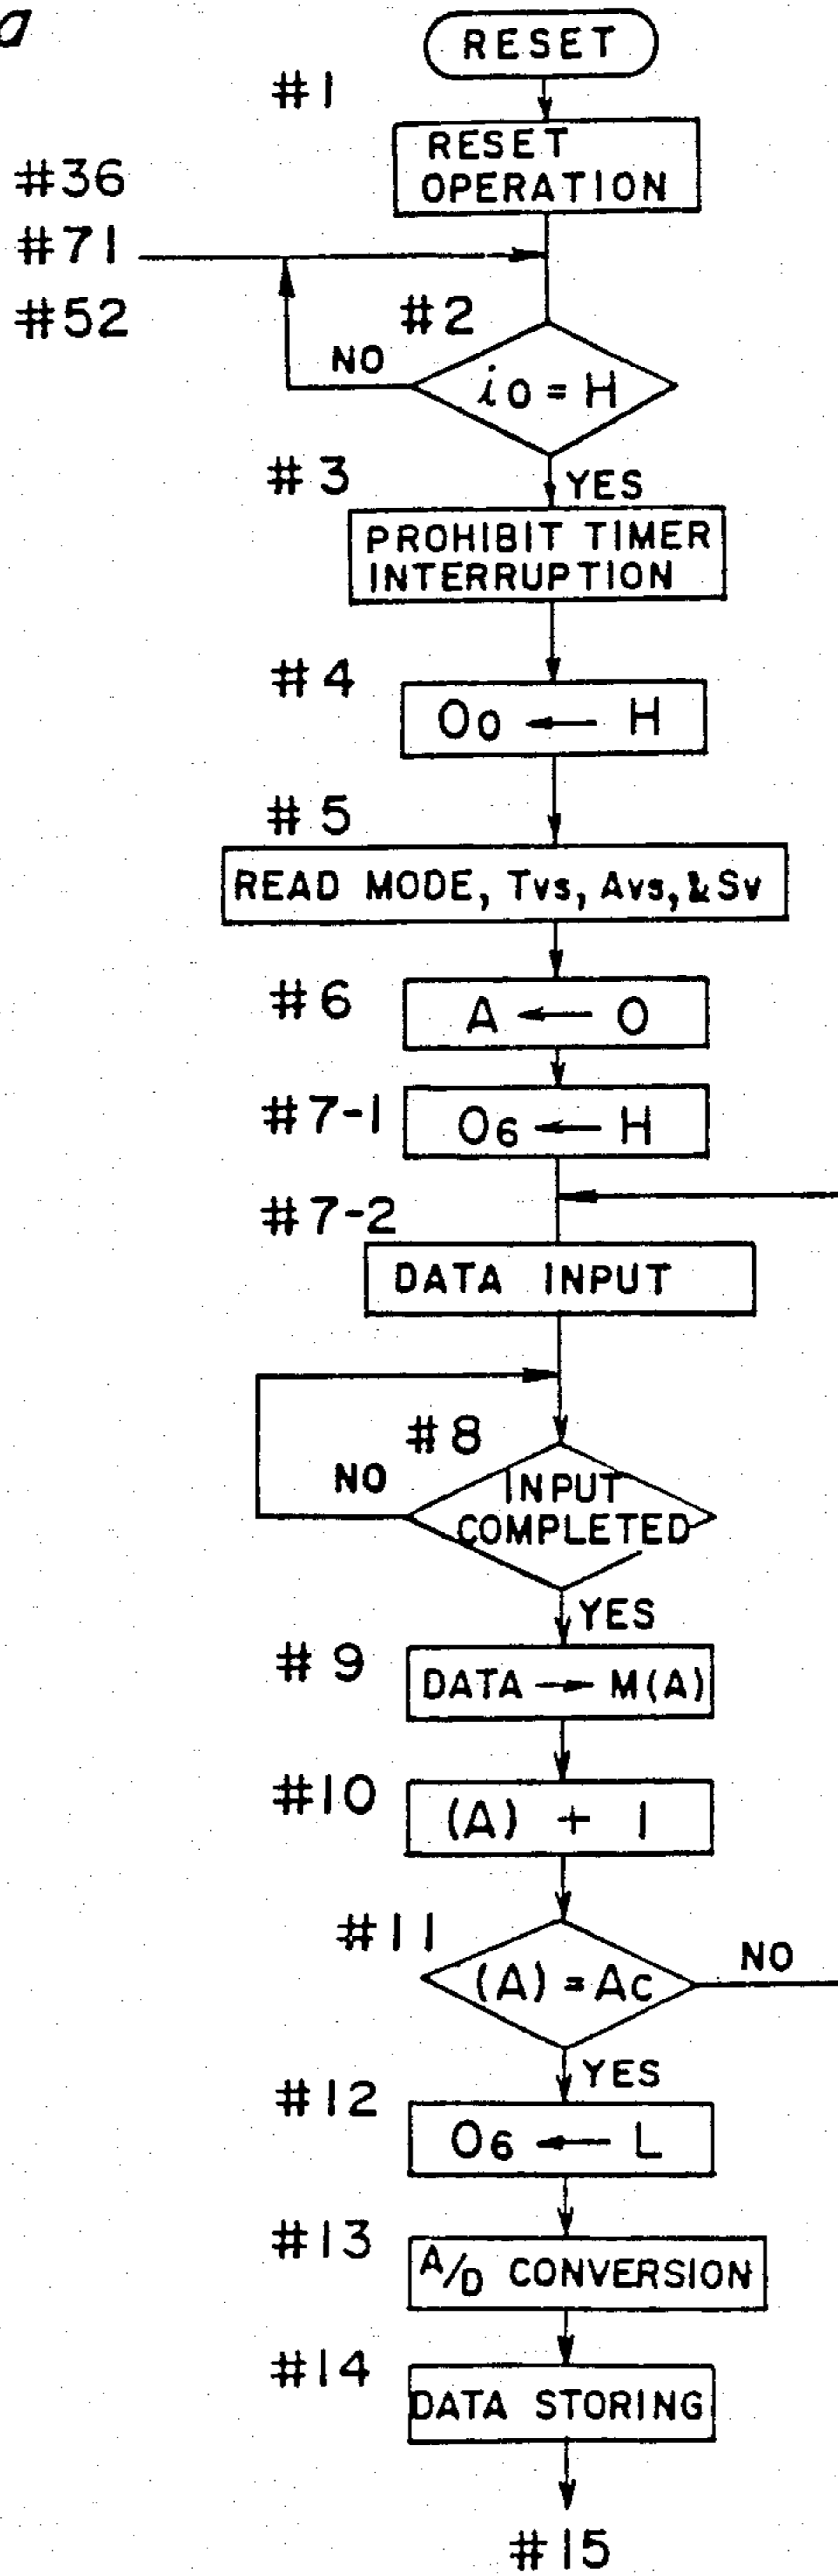 a
RESET
#1
RESET
OPERATION
#36
#71
#52
#2
NO
io = H
#3
YES
PROHIBIT TIMER
INTERRUPTION
#4
O0 ← H
#5
READ MODE, Tvs, Avs, & Sv
#6
A ← O
#7-1
O6 ← H
#7-2
DATA INPUT
#8
NO
INPUT
COMPLETED
YES
#9
DATA → M(A)
#10
(A) + 1
#11
(A) = Ac
NO
YES
#12
O6 ← L
#13
A/D CONVERSION
#14
DATA STORING
#15